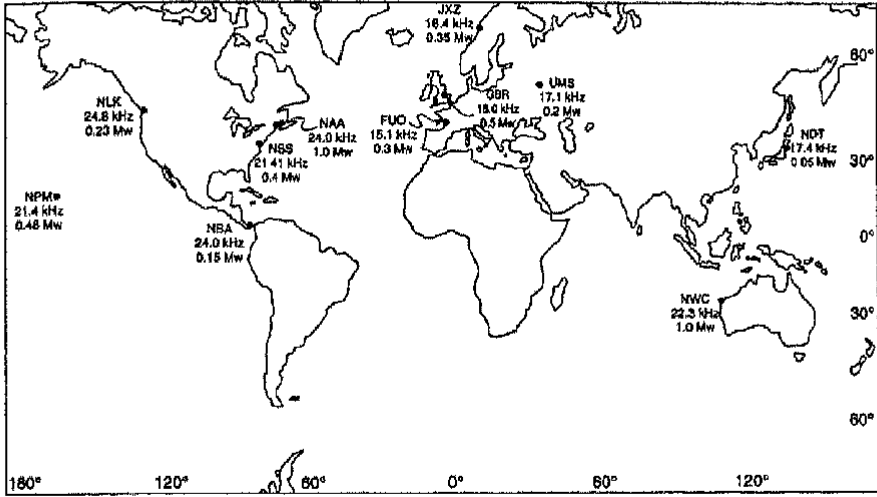 JXZ
16.4 kHz
0.35 Mw
60°
NLK
24.8 kHz
0.23 Mw
NAA
24.0 kHz
1.0 Mw
NSS
21.41 kHz
0.4 Mw
FUO
15.1 kHz
0.3 Mw
GBR
16.0 kHz
0.5 Mw
UMS
17.1 kHz
0.2 Mw
NDT
17.4 kHz
0.05 Mw
30°
NPM
21.4 kHz
0.48 Mw
NBA
24.0 kHz
0.15 Mw
0°
NWC
22.3 kHz
1.0 Mw
30°
60°
180° 120° 60° 0° 60° 120°